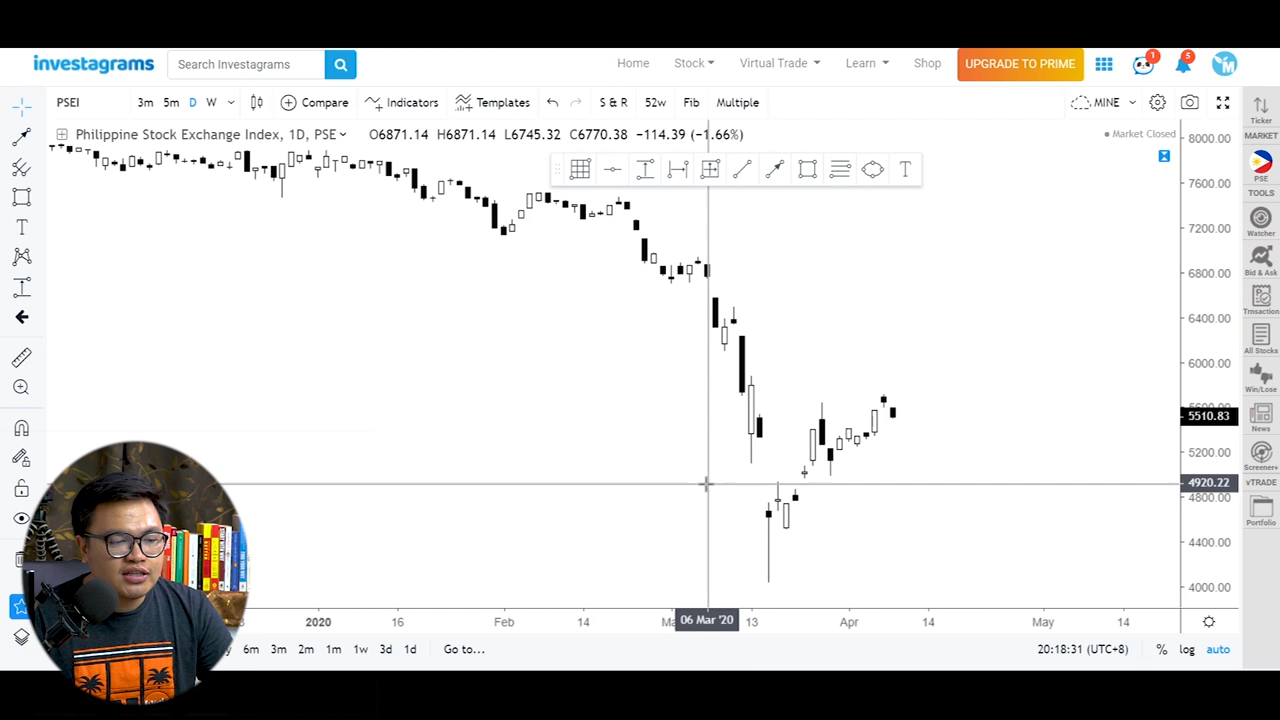 investagrams Search Investagrams Home Stock Virtual Trade Learn Shop UPGRADE TO PRIME 1 5
PSEI 3m 5m D W Compare Indicators Templates S & R 52w Fib Multiple MINE
Ticker
Philippine Stock Exchange Index, 1D, PSE O6871.14 H6871.14 L6745.32 C6770.38 −114.39 (−1.66%) Market Closed
8000.00
MARKET
7600.00
PSE
TOOLS
7200.00
Watcher
6800.00
Bid & Ask
6400.00
Trnsaction
6000.00
All Stocks
5510.83
Win/Lose
News
5200.00
Screener+
4920.22
vTRADE
4800.00
Portfolio
4400.00
4000.00
2020 16 Feb 14 06 Mar '20 13 Apr 14 May 14
6m 3m 2m 1m 1w 3d 1d Go to... 20:18:31 (UTC+8) % log auto